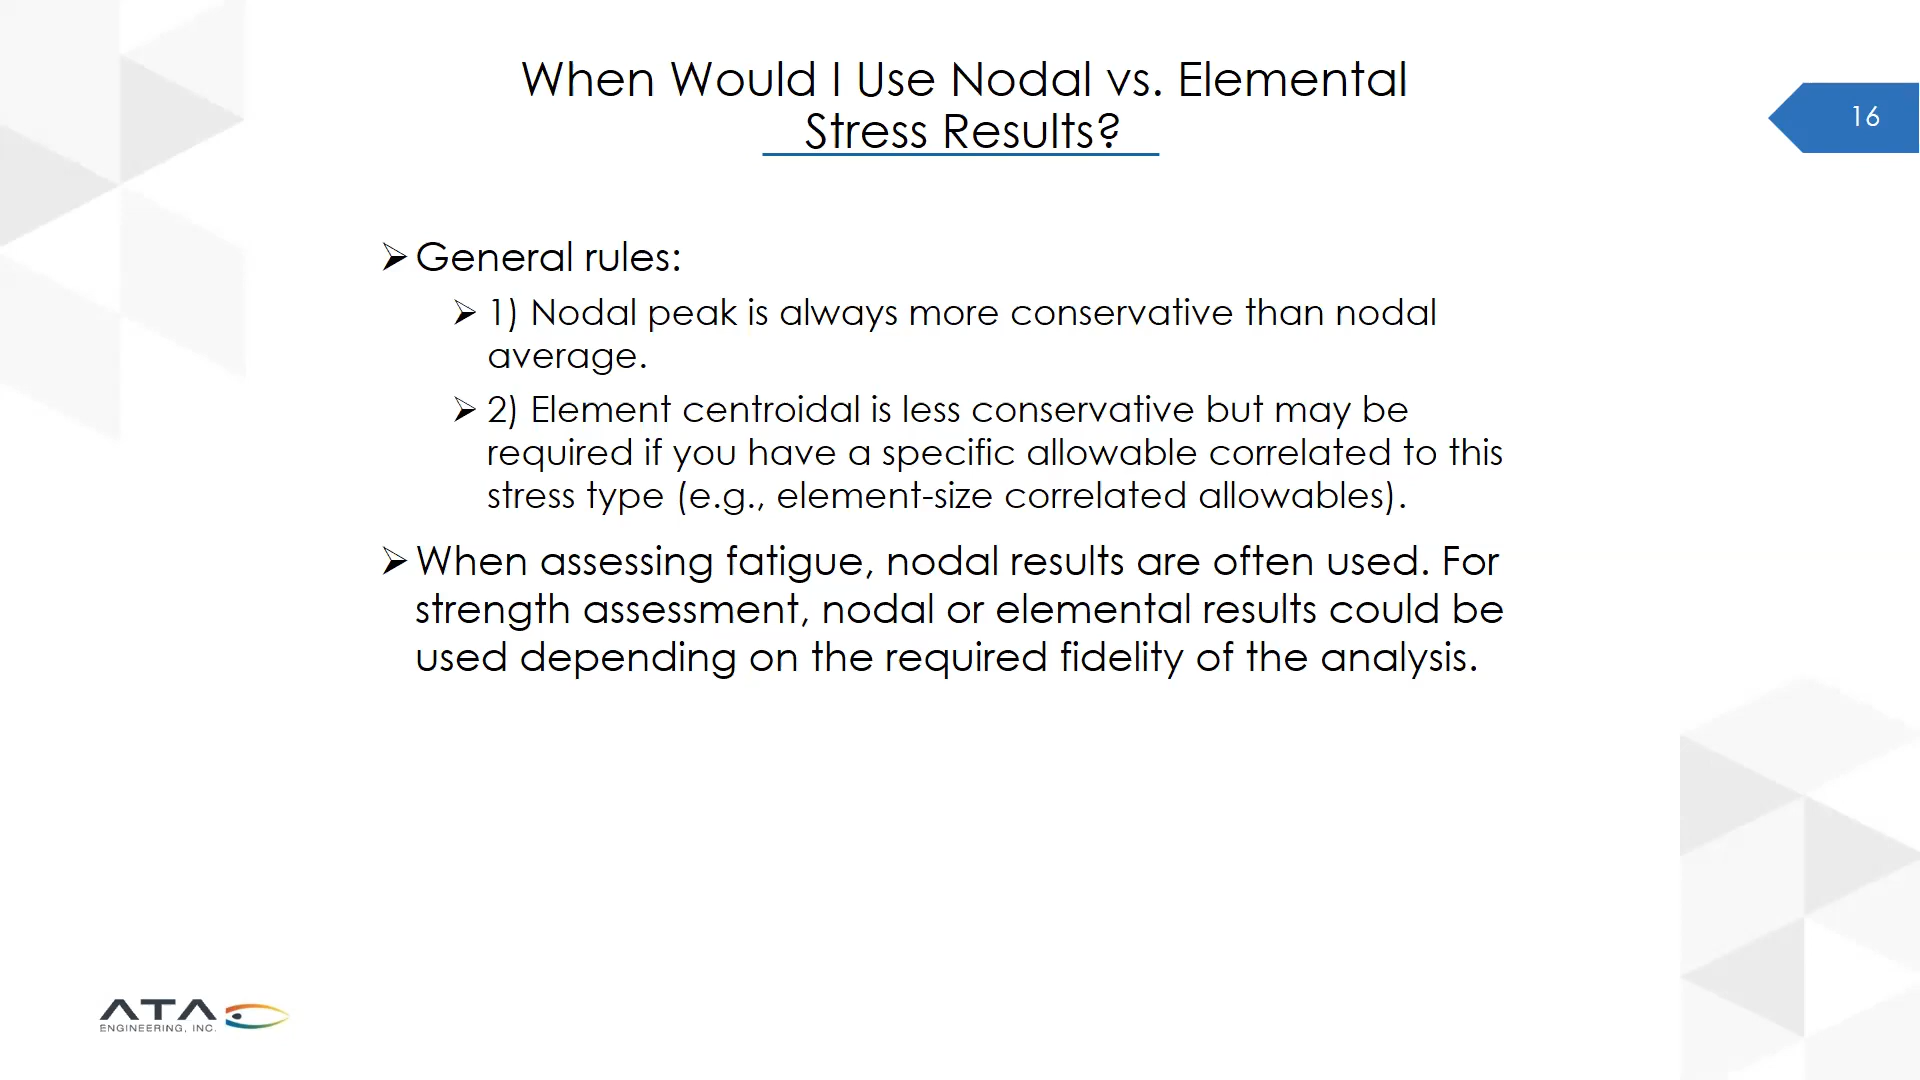 When Would I Use Nodal vs. Elemental
Stress Results?
16
General rules:
1) Nodal peak is always more conservative than nodal
average.
2) Element centroidal is less conservative but may be
required if you have a specific allowable correlated to this
stress type (e.g., element-size correlated allowables).
When assessing fatigue, nodal results are often used. For
strength assessment, nodal or elemental results could be
used depending on the required fidelity of the analysis.
ATA
ENGINEERING, INC.